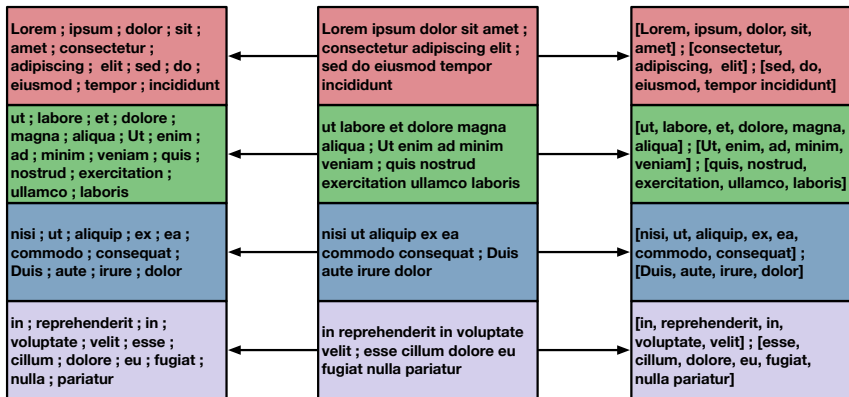 Lorem ; ipsum ; dolor ; sit ;
amet ; consectetur ;
adipiscing ; elit ; sed ; do ;
eiusmod ; tempor ; incididunt
ut ; labore ; et ; dolore ;
magna ; aliqua ; Ut ; enim ;
ad ; minim ; veniam ; quis ;
nostrud ; exercitation ;
ullamco ; laboris
nisi ; ut ; aliquip ; ex ; ea ;
commodo ; consequat ;
Duis ; aute ; irure ; dolor
in ; reprehenderit ; in ;
voluptate ; velit ; esse ;
cillum ; dolore ; eu ; fugiat ;
nulla ; pariatur
Lorem ipsum dolor sit amet ;
consectetur adipiscing elit ;
sed do eiusmod tempor
incididunt
ut labore et dolore magna
aliqua ; Ut enim ad minim
veniam ; quis nostrud
exercitation ullamco laboris
nisi ut aliquip ex ea
commodo consequat ; Duis
aute irure dolor
in reprehenderit in voluptate
velit ; esse cillum dolore eu
fugiat nulla pariatur
[Lorem, ipsum, dolor, sit,
amet] ; [consectetur,
adipiscing, elit] ; [sed, do,
eiusmod, tempor incididunt]
[ut, labore, et, dolore, magna,
aliqua] ; [Ut, enim, ad, minim,
veniam] ; [quis, nostrud,
exercitation, ullamco, laboris]
[nisi, ut, aliquip, ex, ea,
commodo, consequat] ;
[Duis, aute, irure, dolor]
[in, reprehenderit, in,
voluptate, velit] ; [esse,
cillum, dolore, eu, fugiat,
nulla pariatur]